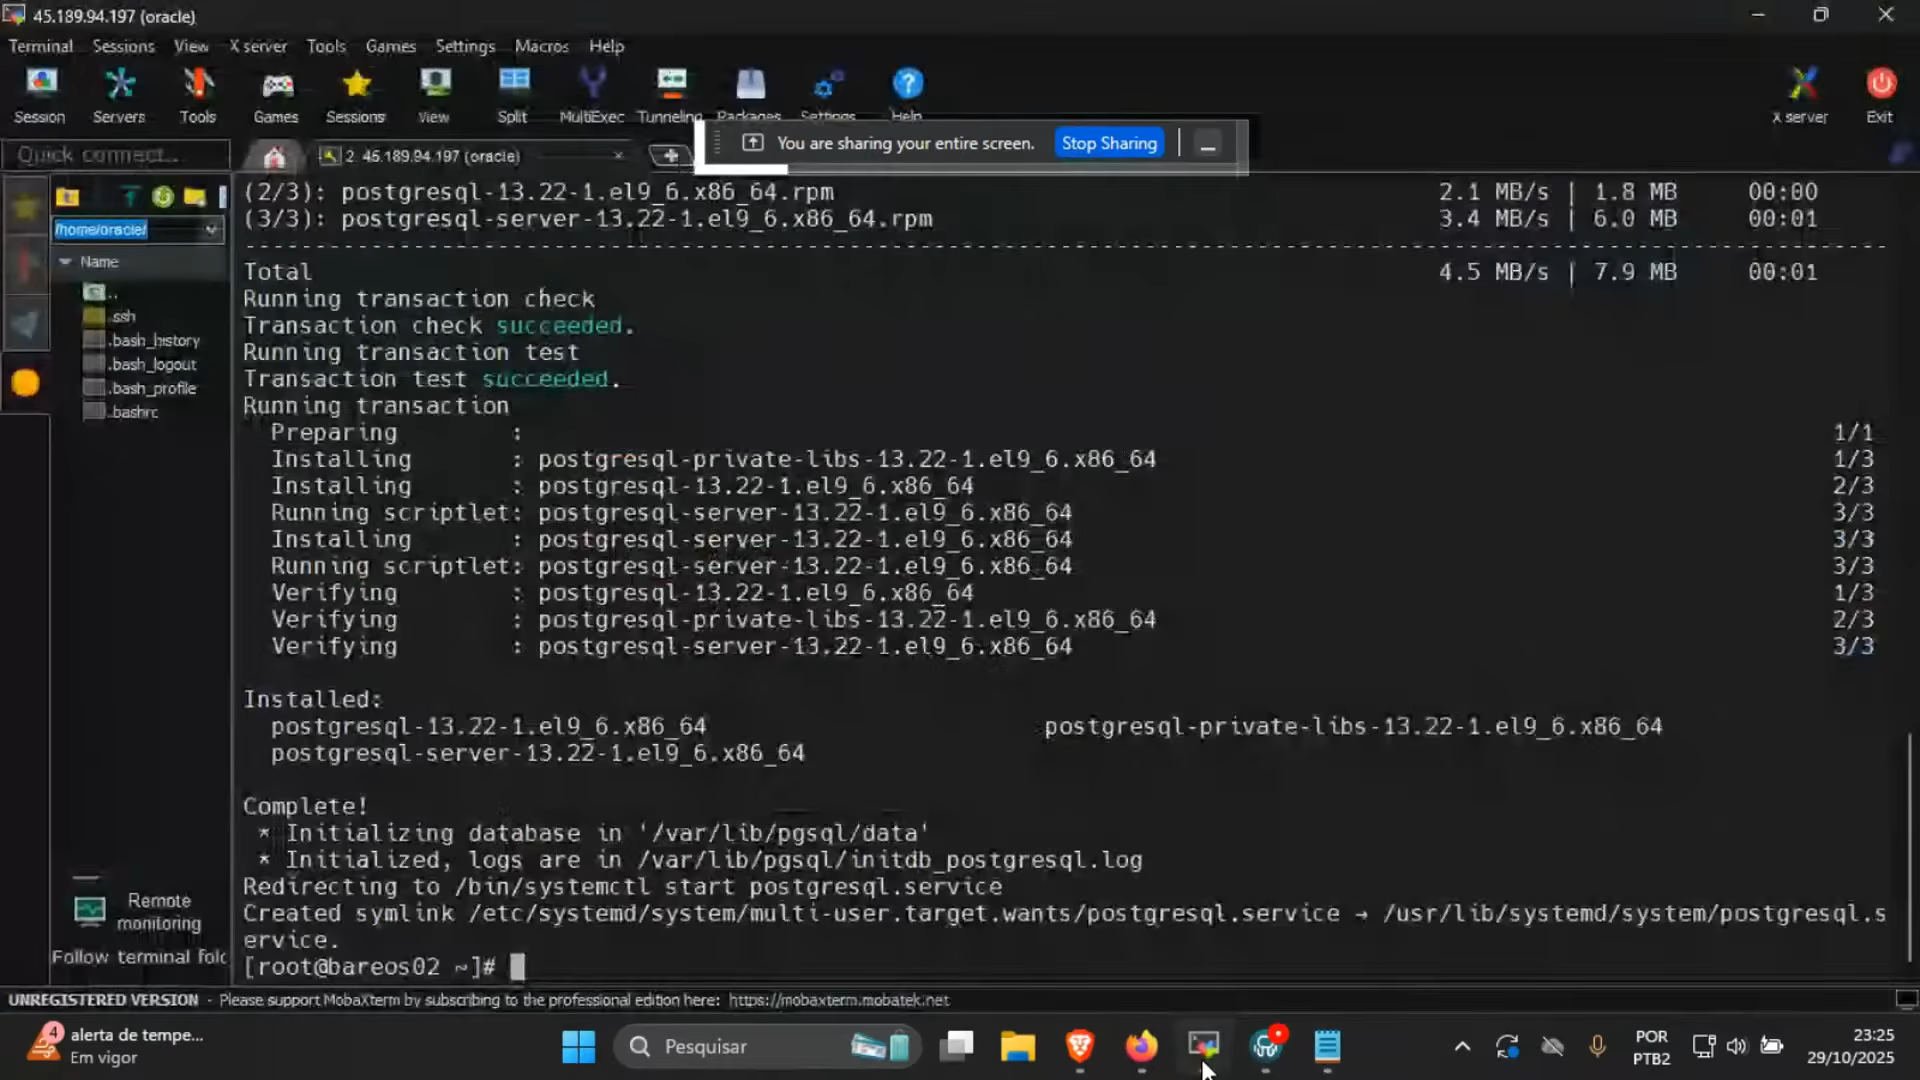 45.189.94.197 (oracle)
Terminal Sessions View X server Tools Games Settings Macros Help
Session Servers Tools Games Sessions View Split MultiExec Tunneling Packages Settings Help X server Exit
Quick connect... 2. 45.189.94.197 (oracle)
You are sharing your entire screen. Stop Sharing
/home/oracle/
Name
..
.ssh
.bash_history
.bash_logout
.bash_profile
.bashrc
Remote
monitoring
Follow terminal fold
(2/3): postgresql-13.22-1.el9_6.x86_64.rpm 2.1 MB/s | 1.8 MB 00:00
(3/3): postgresql-server-13.22-1.el9_6.x86_64.rpm 3.4 MB/s | 6.0 MB 00:01
--------------------------------------------------------------------------------
Total 4.5 MB/s | 7.9 MB 00:01
Running transaction check
Transaction check succeeded.
Running transaction test
Transaction test succeeded.
Running transaction
Preparing : 1/1
Installing : postgresql-private-libs-13.22-1.el9_6.x86_64 1/3
Installing : postgresql-13.22-1.el9_6.x86_64 2/3
Running scriptlet: postgresql-server-13.22-1.el9_6.x86_64 3/3
Installing : postgresql-server-13.22-1.el9_6.x86_64 3/3
Running scriptlet: postgresql-server-13.22-1.el9_6.x86_64 3/3
Verifying : postgresql-13.22-1.el9_6.x86_64 1/3
Verifying : postgresql-private-libs-13.22-1.el9_6.x86_64 2/3
Verifying : postgresql-server-13.22-1.el9_6.x86_64 3/3
Installed:
postgresql-13.22-1.el9_6.x86_64 postgresql-private-libs-13.22-1.el9_6.x86_64
postgresql-server-13.22-1.el9_6.x86_64
Complete!
* Initializing database in '/var/lib/pgsql/data'
* Initialized, logs are in /var/lib/pgsql/initdb_postgresql.log
Redirecting to /bin/systemctl start postgresql.service
Created symlink /etc/systemd/system/multi-user.target.wants/postgresql.service → /usr/lib/systemd/system/postgresql.s
ervice.
[root@bareos02 ~]#
UNREGISTERED VERSION - Please support MobaXterm by subscribing to the professional edition here: https://mobaxterm.mobatek.net
4 alerta de tempe...
Em vigor
Pesquisar
POR
PTB2
23:25
29/10/2025